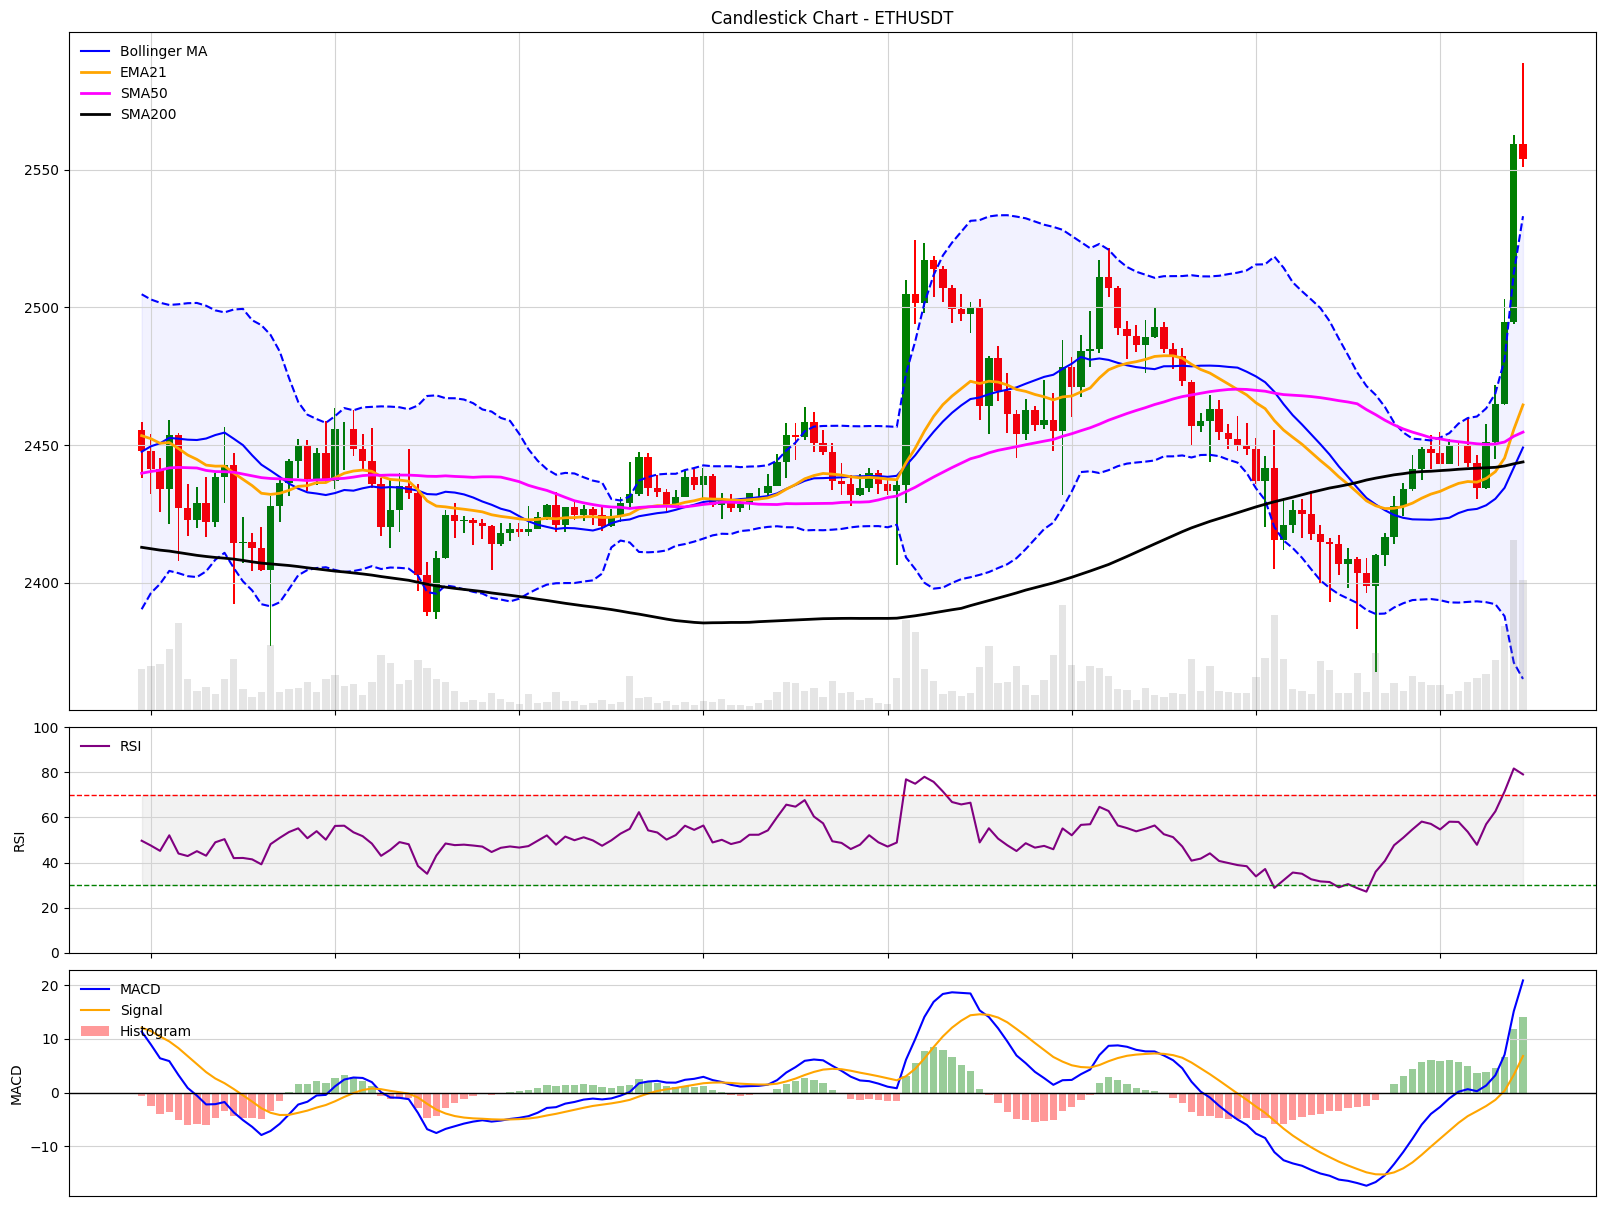 Candlestick Chart - ETHUSDT
Bollinger MA
EMA21
SMA50
SMA200
2550
2500
2450
2400
100
80
60
40
20
0
RSI
RSI
20
10
0
−10
MACD
MACD
Signal
Histogram